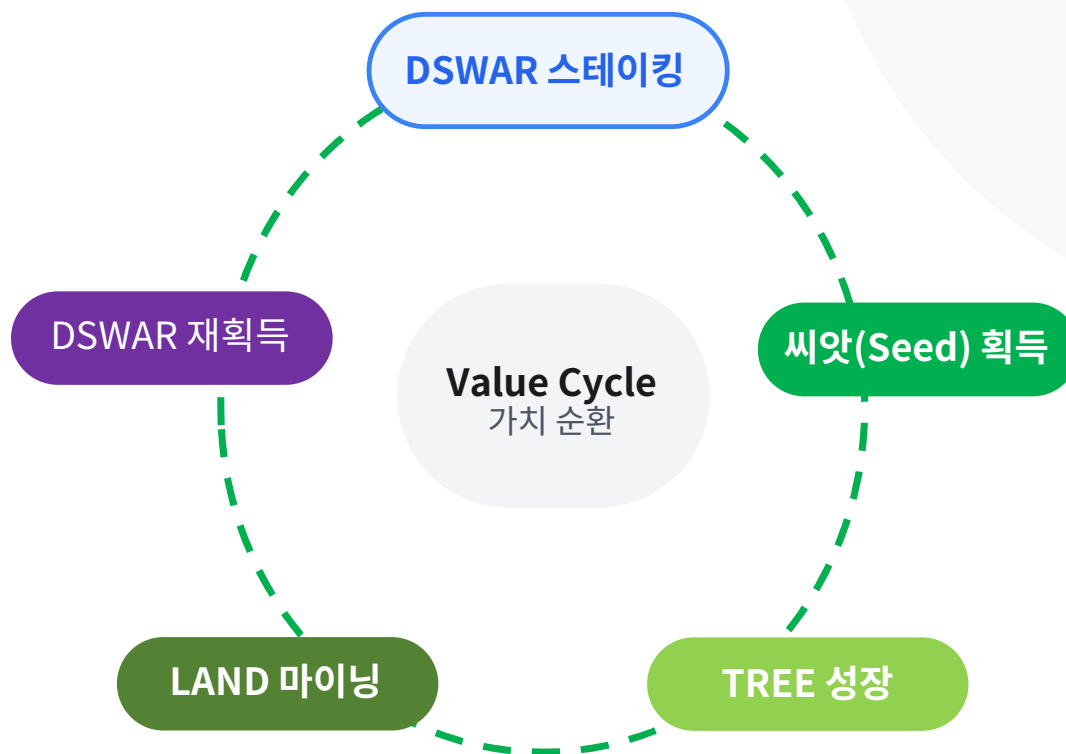 DSWAR 스테이킹
DSWAR 재획득
씨앗(Seed) 획득
Value Cycle
가치 순환
LAND 마이닝
TREE 성장